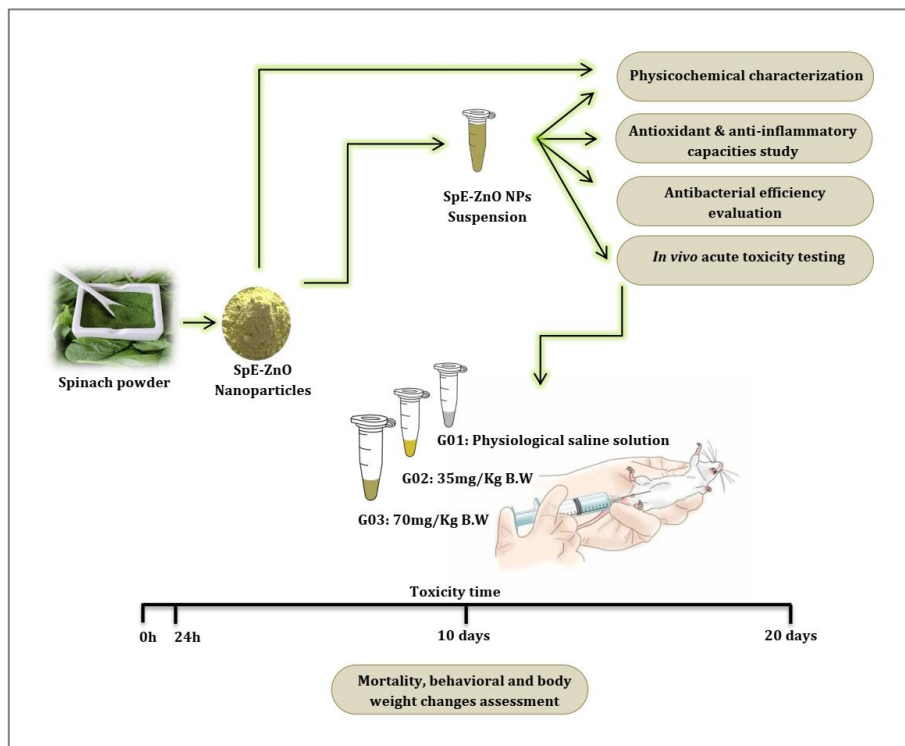 Physicochemical characterization
Antioxidant & anti-inflammatory
capacities study
Antibacterial efficiency
evaluation
In vivo acute toxicity testing
SpE-ZnO NPs
Suspension
Spinach powder
SpE-ZnO
Nanoparticles
G01: Physiological saline solution
G02: 35mg/Kg B.W
G03: 70mg/Kg B.W
Toxicity time
0h
24h
10 days
20 days
Mortality, behavioral and body
weight changes assessment